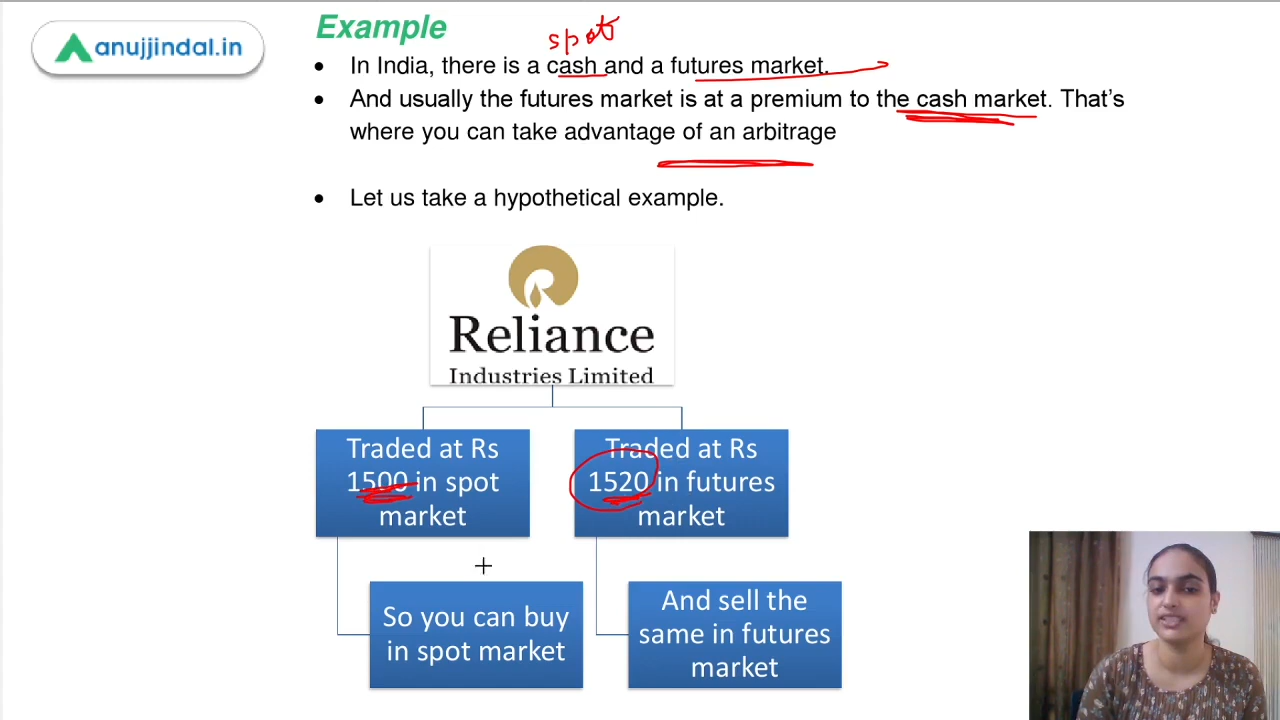 anujjindal.in
Example
spot
• In India, there is a cash and a futures market.
• And usually the futures market is at a premium to the cash market. That's
where you can take advantage of an arbitrage
• Let us take a hypothetical example.
Reliance
Industries Limited
Traded at Rs
1500 in spot
market
Traded at Rs
1520 in futures
market
So you can buy
in spot market
And sell the
same in futures
market